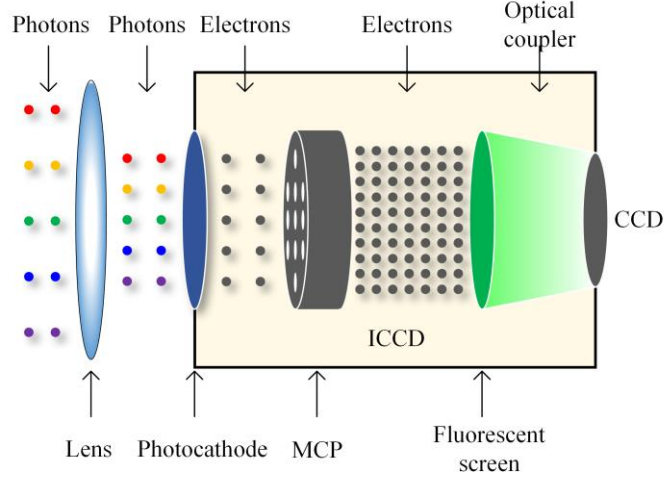 Photons
Photons
Electrons
Electrons
Optical
coupler
CCD
ICCD
Lens
Photocathode
MCP
Fluorescent
screen